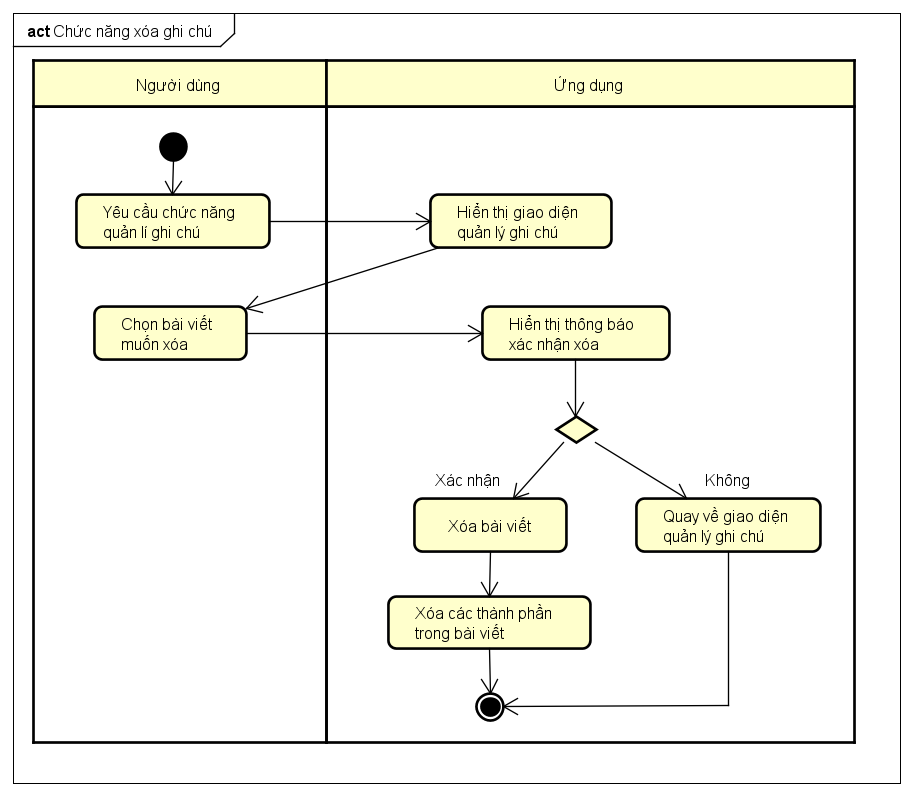 act Chức năng xóa ghi chú
Người dùng
Ứng dụng
Yêu cầu chức năng
quản lí ghi chú
Hiển thị giao diện
quản lý ghi chú
Chọn bài viết
muốn xóa
Hiển thị thông báo
xác nhận xóa
Xác nhận
Không
Xóa bài viết
Quay về giao diện
quản lý ghi chú
Xóa các thành phần
trong bài viết